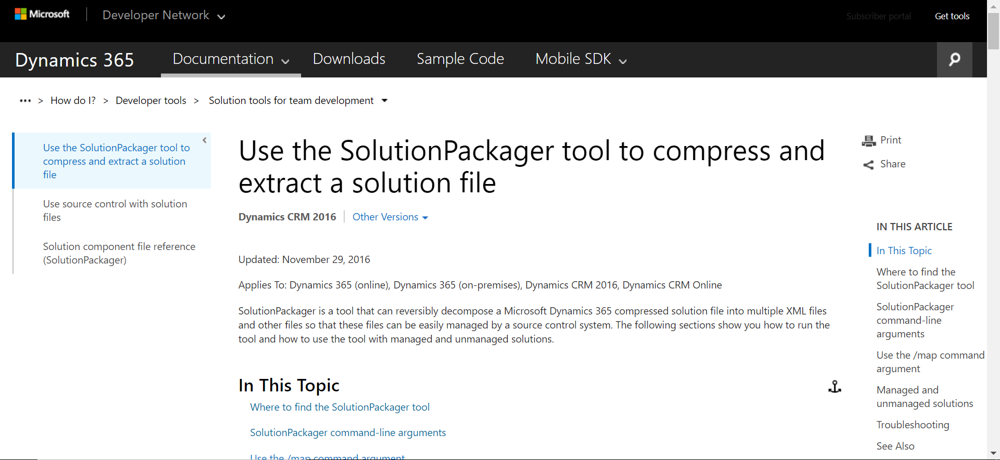 Microsoft
Developer Network
Subscriber portal
Get tools
Dynamics 365
Documentation
Downloads
Sample Code
Mobile SDK
... > How do I? > Developer tools > Solution tools for team development
Use the SolutionPackager tool to
compress and extract a solution
file
Use source control with solution
files
Solution component file reference
(SolutionPackager)
Use the SolutionPackager tool to compress and
extract a solution file
Dynamics CRM 2016
Other Versions
Updated: November 29, 2016
Applies To: Dynamics 365 (online), Dynamics 365 (on-premises), Dynamics CRM 2016, Dynamics CRM Online
SolutionPackager is a tool that can reversibly decompose a Microsoft Dynamics 365 compressed solution file into multiple XML files
and other files so that these files can be easily managed by a source control system. The following sections show you how to run the
tool and how to use the tool with managed and unmanaged solutions.
In This Topic
Where to find the SolutionPackager tool
SolutionPackager command-line arguments
Use the /map command argument
Print
Share
IN THIS ARTICLE
In This Topic
Where to find the
SolutionPackager tool
SolutionPackager
command-line
arguments
Use the /map command
argument
Managed and
unmanaged solutions
Troubleshooting
See Also